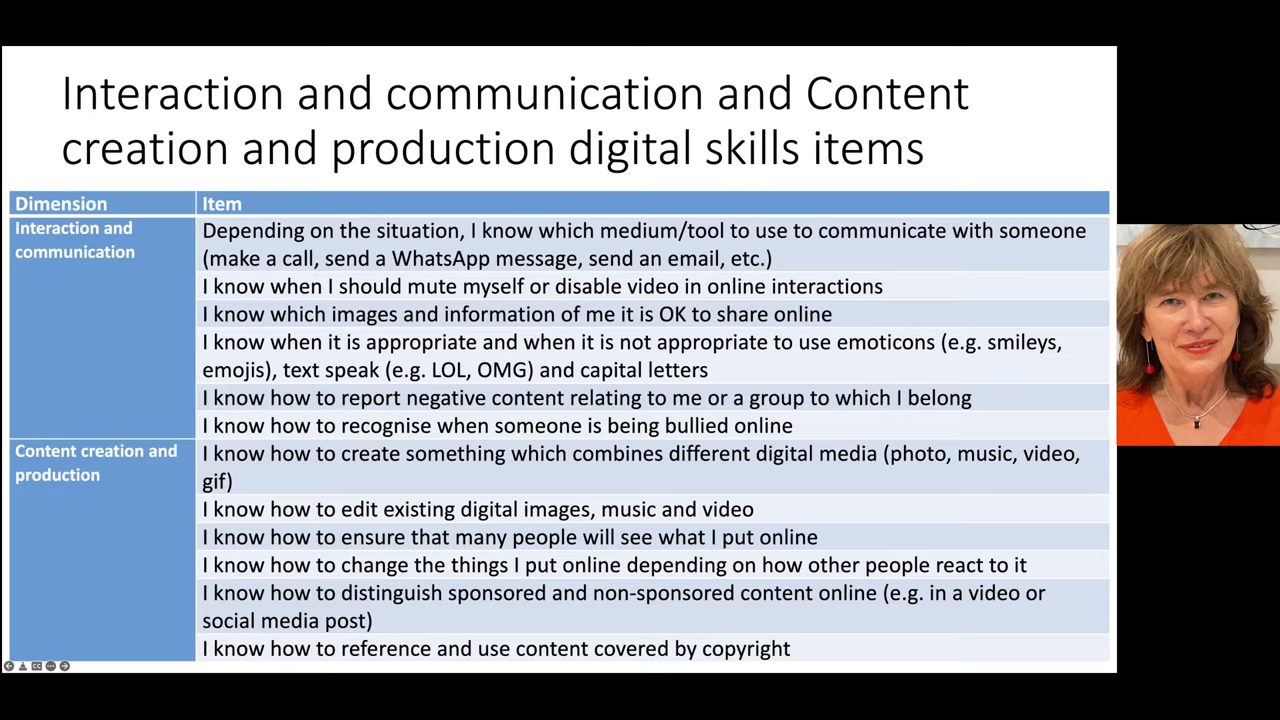 Interaction and communication and Content
creation and production digital skills items
Dimension
Item
Interaction and
communication
Depending on the situation, I know which medium/tool to use to communicate with someone
(make a call, send a WhatsApp message, send an email, etc.)
I know when I should mute myself or disable video in online interactions
I know which images and information of me it is OK to share online
I know when it is appropriate and when it is not appropriate to use emoticons (e.g. smileys,
emojis), text speak (e.g. LOL, OMG) and capital letters
I know how to report negative content relating to me or a group to which I belong
I know how to recognise when someone is being bullied online
Content creation and
production
I know how to create something which combines different digital media (photo, music, video,
gif)
I know how to edit existing digital images, music and video
I know how to ensure that many people will see what I put online
I know how to change the things I put online depending on how other people react to it
I know how to distinguish sponsored and non-sponsored content online (e.g. in a video or
social media post)
I know how to reference and use content covered by copyright